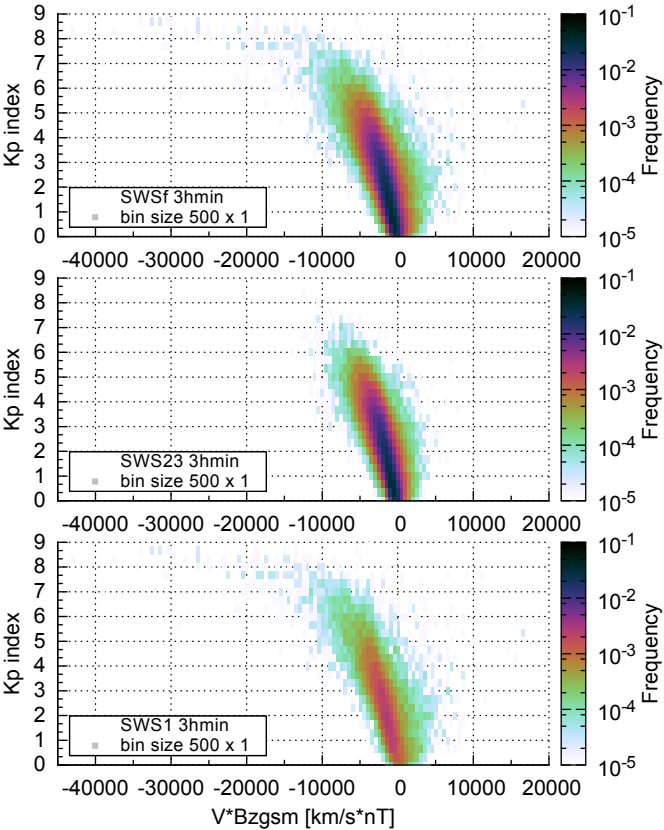 9
8
7
6
5
4
3
2
1
0
Kp index
SWSf 3hmin
bin size 500 x 1
-40000 -30000 -20000 -10000 0 10000 20000
10^-1
10^-2
10^-3
10^-4
10^-5
Frequency
9
8
7
6
5
4
3
2
1
0
Kp index
SWS23 3hmin
bin size 500 x 1
-40000 -30000 -20000 -10000 0 10000 20000
10^-1
10^-2
10^-3
10^-4
10^-5
Frequency
9
8
7
6
5
4
3
2
1
0
Kp index
SWS1 3hmin
bin size 500 x 1
-40000 -30000 -20000 -10000 0 10000 20000
V*Bzgsm [km/s*nT]
10^-1
10^-2
10^-3
10^-4
10^-5
Frequency